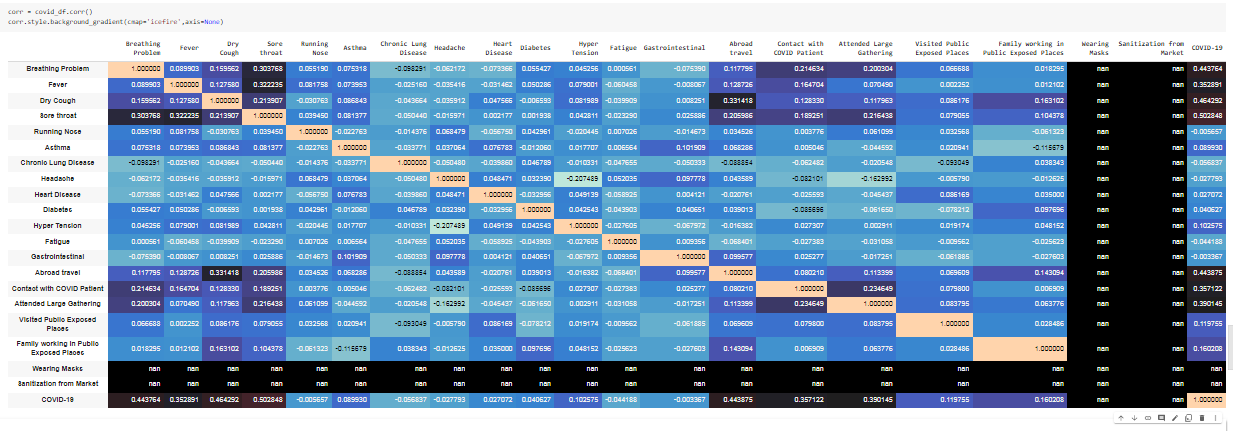 corr = covid_df.corr()
corr.style.background_gradient(cmap='icefire',axis=None)
Breathing Problem Fever Dry Cough Sore throat Running Nose Asthma Chronic Lung Disease Headache Heart Disease Diabetes Hyper Tension Fatigue Gastrointestinal Abroad travel Contact with COVID Patient Attended Large Gathering Visited Public Exposed Places Family working in Public Exposed Places Wearing Masks Sanitization from Market COVID-19
Breathing Problem 1.000000 0.089903 0.159562 0.303768 0.055190 0.075318 -0.098291 -0.062172 -0.073366 0.055427 0.045256 0.000561 -0.075390 0.117795 0.214634 0.200304 0.066688 0.018295 nan nan 0.443764
Fever 0.089903 1.000000 0.127580 0.322235 0.081758 0.073953 -0.025160 -0.035416 -0.031462 0.050286 0.079001 -0.060458 -0.008067 0.128726 0.164704 0.070490 0.002252 0.012102 nan nan 0.352891
Dry Cough 0.159562 0.127580 1.000000 0.213907 -0.030763 0.086843 -0.043664 -0.035912 0.047566 -0.006593 0.081989 -0.039909 0.008251 0.331418 0.128330 0.117963 0.086176 0.163102 nan nan 0.464292
Sore throat 0.303768 0.322235 0.213907 1.000000 0.039450 0.081377 -0.050440 -0.015971 0.002177 0.001938 0.042811 -0.023290 0.025886 0.205986 0.189251 0.216438 0.079055 0.104378 nan nan 0.502848
Running Nose 0.055190 0.081758 -0.030763 0.039450 1.000000 -0.022763 -0.014376 0.068479 -0.056750 0.042961 -0.020445 0.007026 -0.014673 0.034526 0.003776 0.061099 0.032568 -0.061323 nan nan -0.005657
Asthma 0.075318 0.073953 0.086843 0.081377 -0.022763 1.000000 -0.033771 0.037064 0.076783 -0.012060 0.017707 0.006564 0.101909 0.068286 0.005046 -0.044592 0.020941 -0.115679 nan nan 0.089930
Chronic Lung Disease -0.098291 -0.025160 -0.043664 -0.050440 -0.014376 -0.033771 1.000000 -0.050480 -0.039860 0.046789 -0.010331 -0.047655 -0.050333 -0.088854 -0.062482 -0.020548 -0.093049 0.038343 nan nan -0.056837
Headache -0.062172 -0.035416 -0.035912 -0.015971 0.068479 0.037064 -0.050480 1.000000 0.048471 0.032390 -0.207489 0.052035 0.097778 0.043589 -0.082101 -0.162992 -0.005790 -0.012625 nan nan -0.027793
Heart Disease -0.073366 -0.031462 0.047566 0.002177 -0.056750 0.076783 -0.039860 0.048471 1.000000 -0.032956 0.049139 -0.058925 0.004121 -0.020761 -0.025593 -0.045437 0.086169 0.035000 nan nan 0.027072
Diabetes 0.055427 0.050286 -0.006593 0.001938 0.042961 -0.012060 0.046789 0.032390 -0.032956 1.000000 0.042543 -0.043903 0.040651 0.039013 -0.085696 -0.061650 -0.078212 0.097696 nan nan 0.040627
Hyper Tension 0.045256 0.079001 0.081989 0.042811 -0.020445 0.017707 -0.010331 -0.207489 0.049139 0.042543 1.000000 -0.027605 -0.067972 -0.016382 0.027307 0.002911 0.019174 0.048152 nan nan 0.102575
Fatigue 0.000561 -0.060458 -0.039909 -0.023290 0.007026 0.006564 -0.047655 0.052035 -0.058925 -0.043903 -0.027605 1.000000 0.009356 -0.068401 -0.027383 -0.031058 -0.009562 -0.025623 nan nan -0.044188
Gastrointestinal -0.075390 -0.008067 0.008251 0.025886 -0.014673 0.101909 -0.050333 0.097778 0.004121 0.040651 -0.067972 0.009356 1.000000 0.099577 0.025277 -0.017251 -0.061885 -0.027603 nan nan -0.003367
Abroad travel 0.117795 0.128726 0.331418 0.205986 0.034526 0.068286 -0.088854 0.043589 -0.020761 0.039013 -0.016382 -0.068401 0.099577 1.000000 0.080210 0.113399 0.069609 0.143094 nan nan 0.443875
Contact with COVID Patient 0.214634 0.164704 0.128330 0.189251 0.003776 0.005046 -0.062482 -0.082101 -0.025593 -0.085696 0.027307 -0.027383 0.025277 0.080210 1.000000 0.234649 0.079800 0.006909 nan nan 0.357122
Attended Large Gathering 0.200304 0.070490 0.117963 0.216438 0.061099 -0.044592 -0.020548 -0.162992 -0.045437 -0.061650 0.002911 -0.031058 -0.017251 0.113399 0.234649 1.000000 0.083795 0.063776 nan nan 0.390145
Visited Public Exposed Places 0.066688 0.002252 0.086176 0.079055 0.032568 0.020941 -0.093049 -0.005790 0.086169 -0.078212 0.019174 -0.009562 -0.061885 0.069609 0.079800 0.083795 1.000000 0.028486 nan nan 0.119755
Family working in Public Exposed Places 0.018295 0.012102 0.163102 0.104378 -0.061323 -0.115679 0.038343 -0.012625 0.035000 0.097696 0.048152 -0.025623 -0.027603 0.143094 0.006909 0.063776 0.028486 1.000000 nan nan 0.160208
Wearing Masks nan nan nan nan nan nan nan nan nan nan nan nan nan nan nan nan nan nan nan nan nan
Sanitization from Market nan nan nan nan nan nan nan nan nan nan nan nan nan nan nan nan nan nan nan nan nan
COVID-19 0.443764 0.352891 0.464292 0.502848 -0.005657 0.089930 -0.056837 -0.027793 0.027072 0.040627 0.102575 -0.044188 -0.003367 0.443875 0.357122 0.390145 0.119755 0.160208 nan nan 1.000000